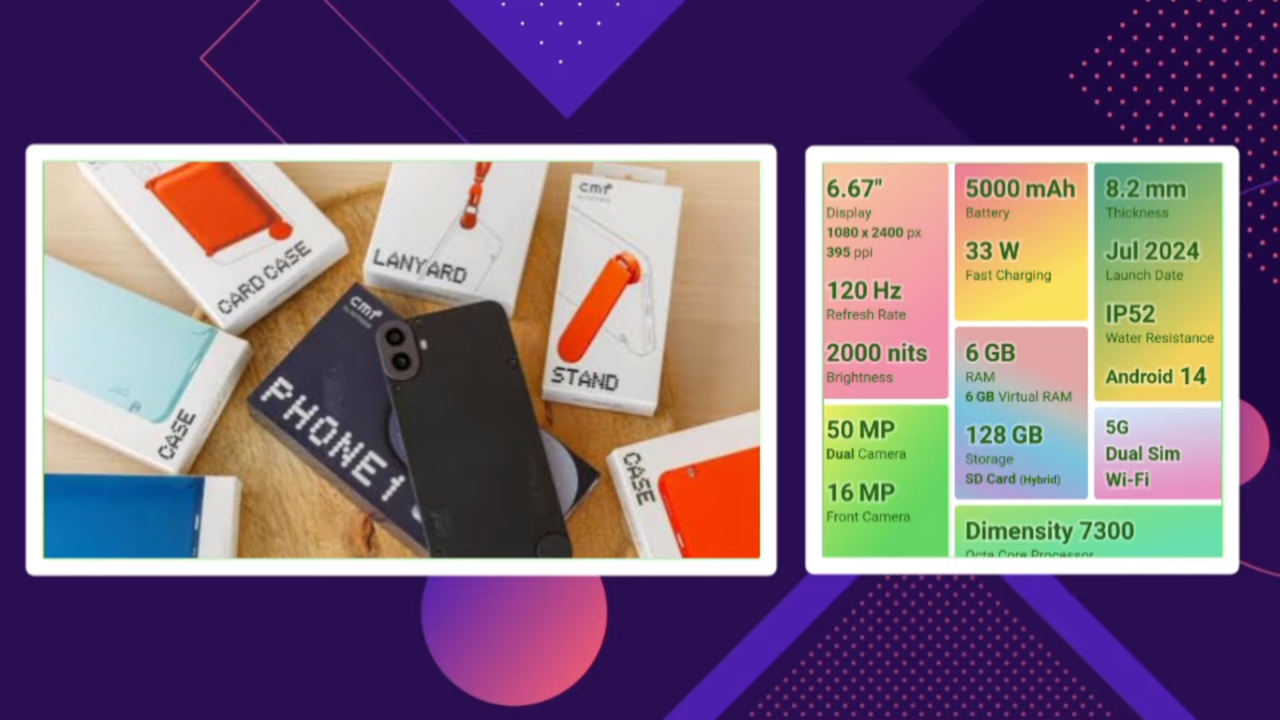 CARD CASE
LANYARD
cmf
STAND
cmf
PHONE 1
CASE
CASE
6.67"
Display
1080 x 2400 px
395 ppi
120 Hz
Refresh Rate
2000 nits
Brightness
50 MP
Dual Camera
16 MP
Front Camera
5000 mAh
Battery
33 W
Fast Charging
6 GB
RAM
6 GB Virtual RAM
128 GB
Storage
SD Card (Hybrid)
8.2 mm
Thickness
Jul 2024
Launch Date
IP52
Water Resistance
Android 14
5G
Dual Sim
Wi-Fi
Dimensity 7300
Octa Core Processor